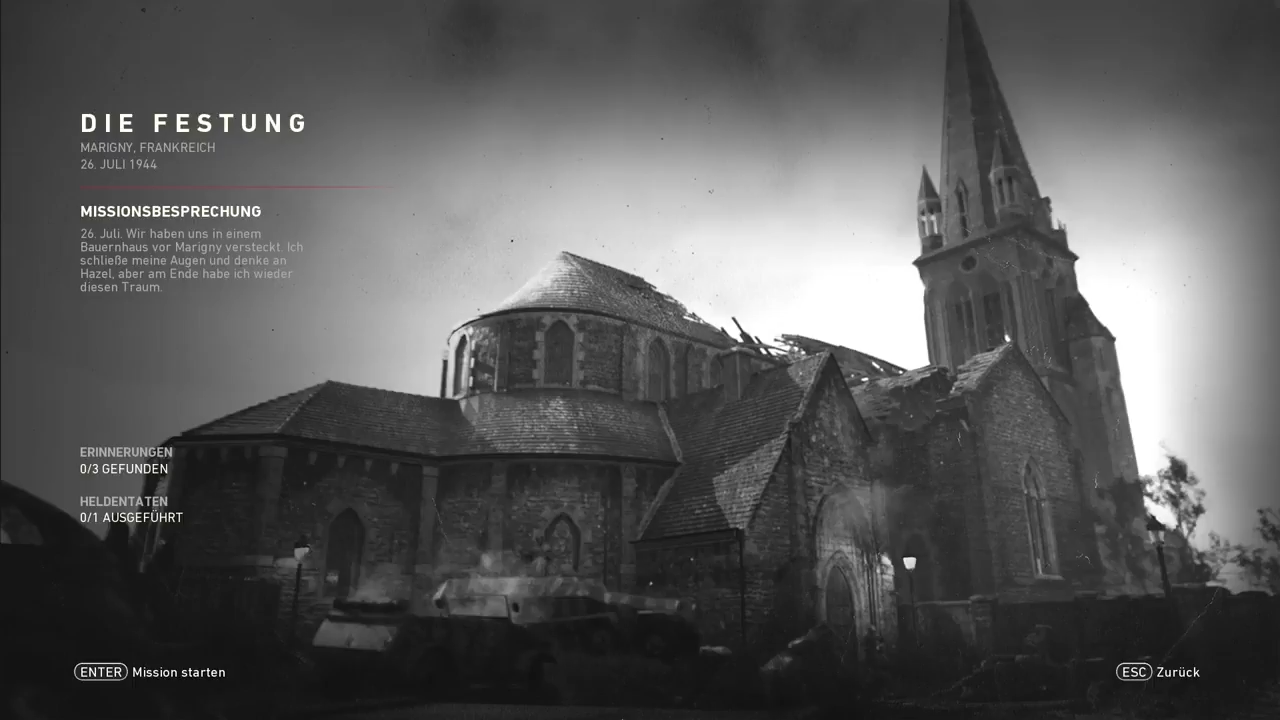 DIE FESTUNG
MARIGNY, FRANKREICH
26. JULI 1944
MISSIONSBESPRECHUNG
26. Juli. Wir haben uns in einem
Bauernhaus vor Marigny versteckt. Ich
schließe meine Augen und denke an
Hazel, aber am Ende habe ich wieder
diesen Traum.
ERINNERUNGEN
0/3 GEFUNDEN
HELDENTATEN
0/1 AUSGEFÜHRT
ENTER Mission starten
ESC Zurück